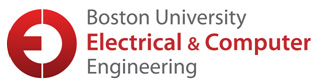 Boston University
Electrical & Computer
Engineering